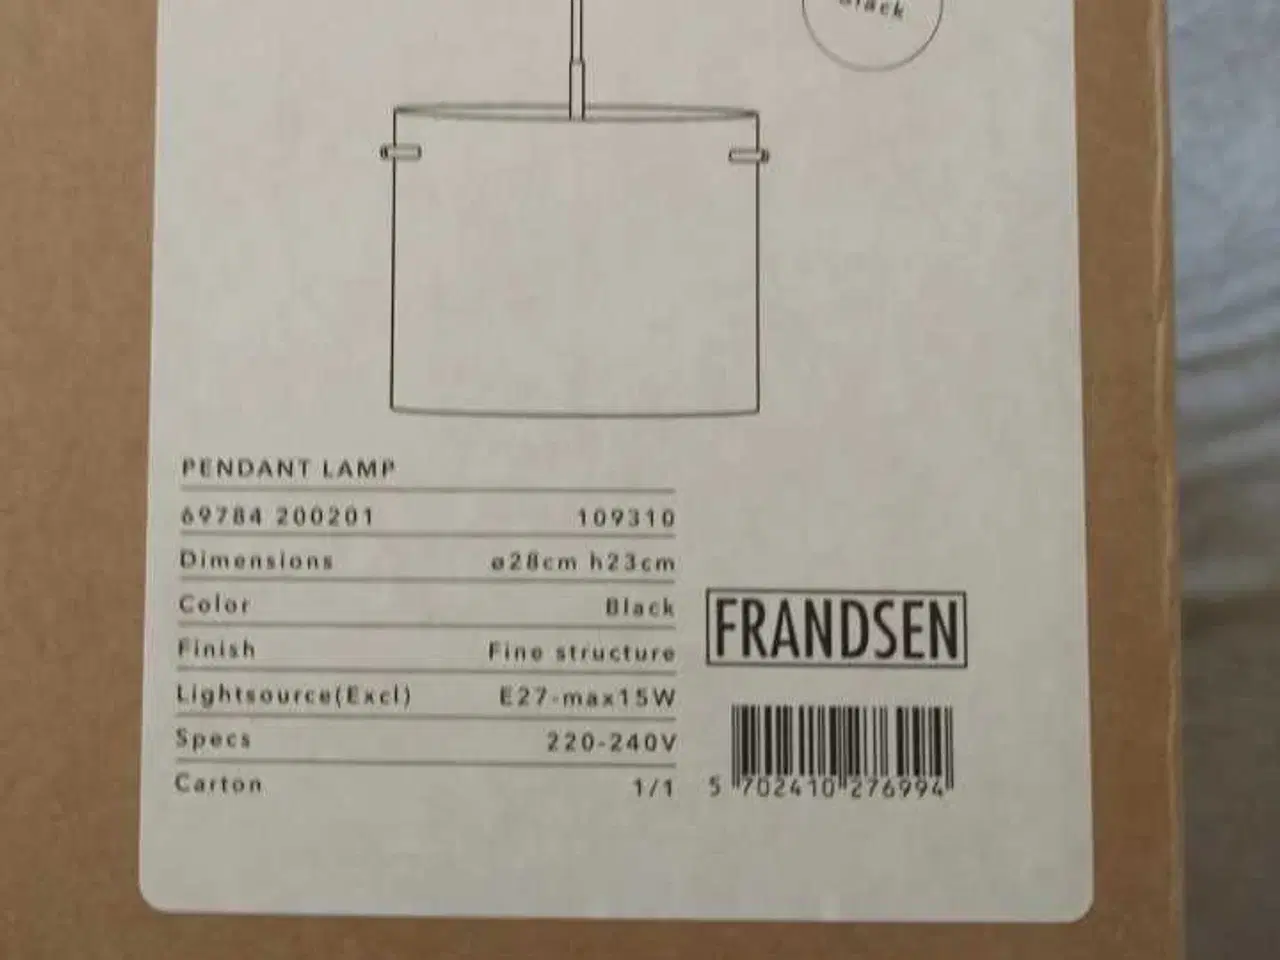 Black
PENDANT LAMP
69784 200201 109310
Dimensions ø28cm h23cm
Color Black
Finish Fine structure
Lightsource(Excl) E27-max15W
Specs 220-240V
Carton 1/1
FRANDSEN
5 702410 276994